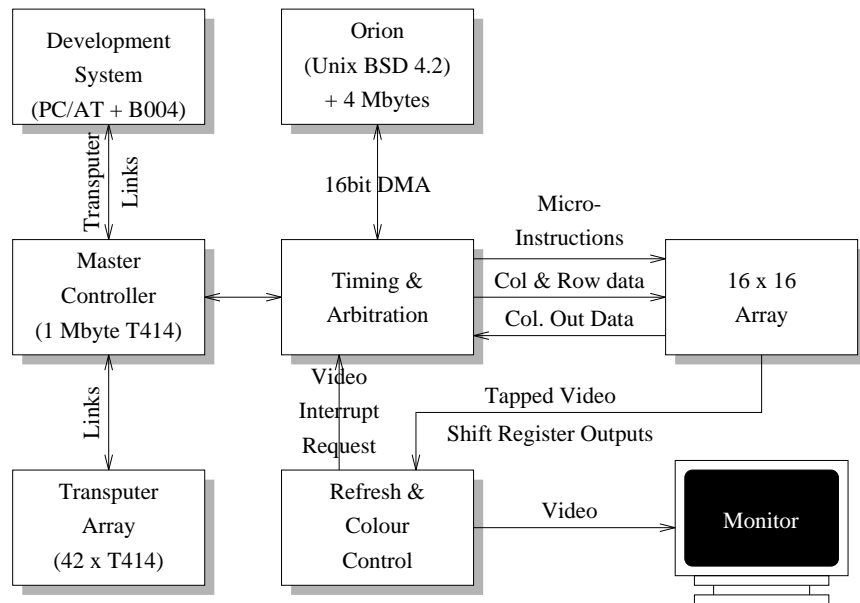 Development
System
(PC/AT + B004)
Orion
(Unix BSD 4.2)
+ 4 Mbytes
Transputer
Links
16bit DMA
Micro-
Instructions
Master
Controller
(1 Mbyte T414)
Timing &
Arbitration
Col & Row data
Col. Out Data
16 x 16
Array
Links
Video
Interrupt
Request
Tapped Video
Shift Register Outputs
Transputer
Array
(42 x T414)
Refresh &
Colour
Control
Video
Monitor